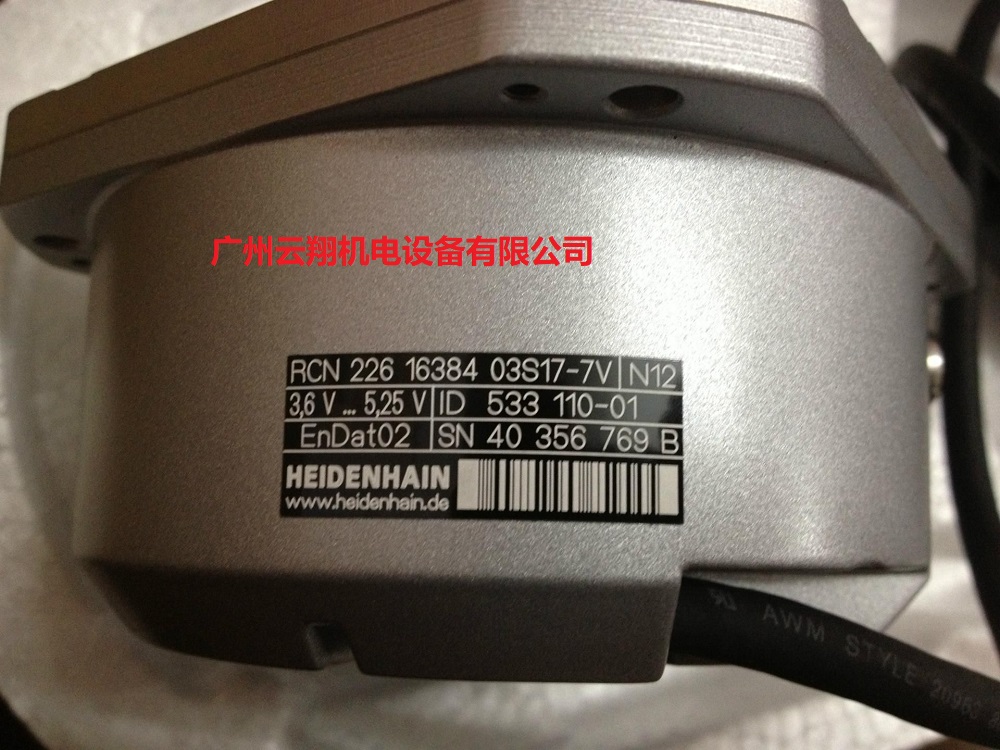 广州云翔机电设备有限公司
RCN 226 16384 03S17-7V N12
3,6 V ... 5,25 V ID 533 110-01
EnDat02 SN 40 356 769 B
HEIDENHAIN
www.heidenhain.de
AWM STYLE